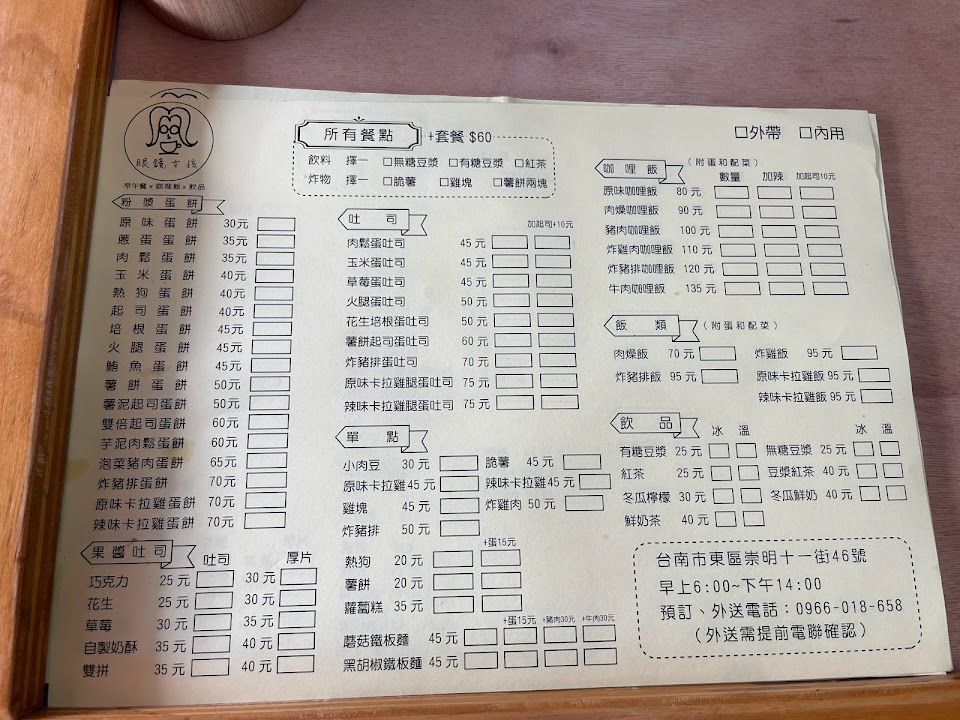 眼鏡女孩
早午餐×咖哩飯×飲品
粉漿蛋餅
原味蛋餅 30元
蔥蛋蛋餅 35元
肉鬆蛋餅 35元
玉米蛋餅 40元
熱狗蛋餅 40元
起司蛋餅 40元
培根蛋餅 45元
火腿蛋餅 45元
鮪魚蛋餅 45元
薯餅蛋餅 50元
薯泥起司蛋餅 50元
雙倍起司蛋餅 60元
芋泥肉鬆蛋餅 60元
泡菜豬肉蛋餅 65元
炸豬排蛋餅 70元
原味卡拉雞蛋餅 70元
辣味卡拉雞蛋餅 70元
果醬吐司 吐司 厚片
巧克力 25元 30元
花生 25元 30元
草莓 30元 35元
自製奶酥 35元 40元
雙拼 35元 40元
所有餐點 +套餐 $60
飲料 擇一 □無糖豆漿 □有糖豆漿 □紅茶
炸物 擇一 □脆薯 □雞塊 □薯餅兩塊
吐司 加起司+10元
肉鬆蛋吐司 45元
玉米蛋吐司 45元
草莓蛋吐司 45元
火腿蛋吐司 50元
花生培根蛋吐司 50元
薯餅起司蛋吐司 60元
炸豬排蛋吐司 70元
原味卡拉雞腿蛋吐司 75元
辣味卡拉雞腿蛋吐司 75元
單點
小肉豆 30元 脆薯 45元
原味卡拉雞 45元 辣味卡拉雞 45元
雞塊 45元 炸雞肉 50元
炸豬排 50元
+蛋15元
熱狗 20元
薯餅 20元
蘿蔔糕 35元
+蛋15元 +豬肉30元 +牛肉30元
蘑菇鐵板麵 45元
黑胡椒鐵板麵 45元
□外帶 □內用
咖哩飯 (附蛋和配菜)
數量 加辣 加起司10元
原味咖哩飯 80元
肉燥咖哩飯 90元
豬肉咖哩飯 100元
炸雞肉咖哩飯 110元
炸豬排咖哩飯 120元
牛肉咖哩飯 135元
飯類 (附蛋和配菜)
肉燥飯 70元 炸雞飯 95元
炸豬排飯 95元 原味卡拉雞飯 95元
辣味卡拉雞飯 95元
飲品 冰 溫 冰 溫
有糖豆漿 25元 無糖豆漿 25元
紅茶 25元 豆漿紅茶 40元
冬瓜檸檬 30元 冬瓜鮮奶 40元
鮮奶茶 40元
台南市東區崇明十一街46號
早上6:00~下午14:00
預訂、外送電話：0966-018-658
(外送需提前電聯確認)